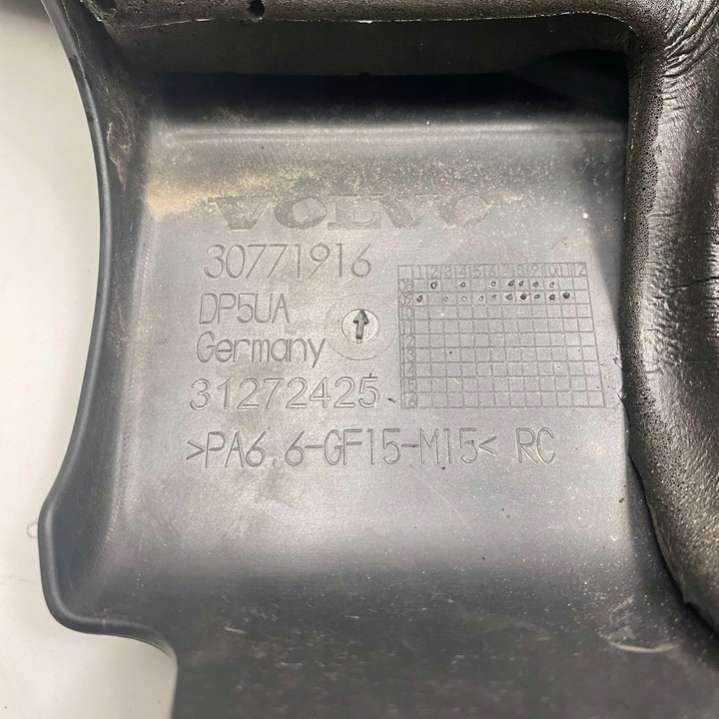 VOLVO
30771916
DP5UA
Germany
31272425
>PA6.6-GF15-M15< RC